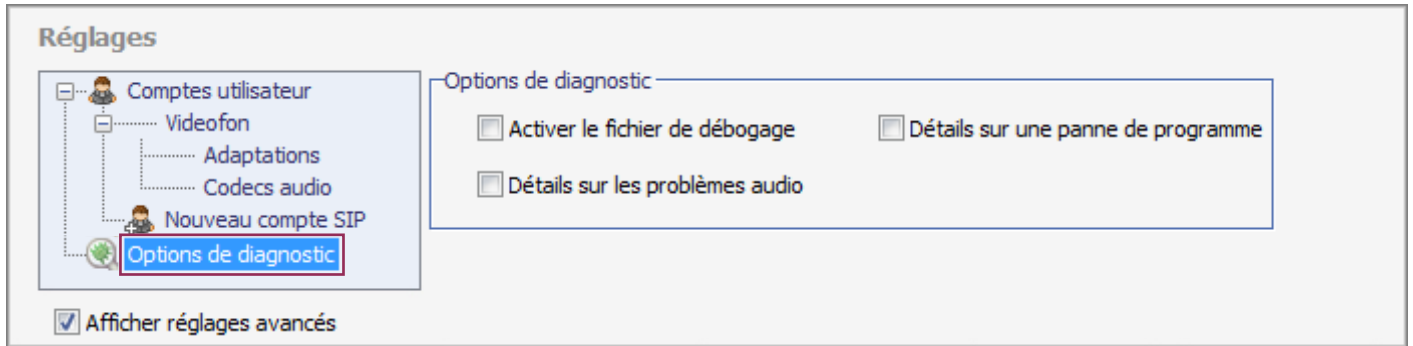 Réglages
Comptes utilisateur
Videofon
Adaptations
Codecs audio
Nouveau compte SIP
Options de diagnostic
Afficher réglages avancés
Options de diagnostic
Activer le fichier de débogage
Détails sur une panne de programme
Détails sur les problèmes audio